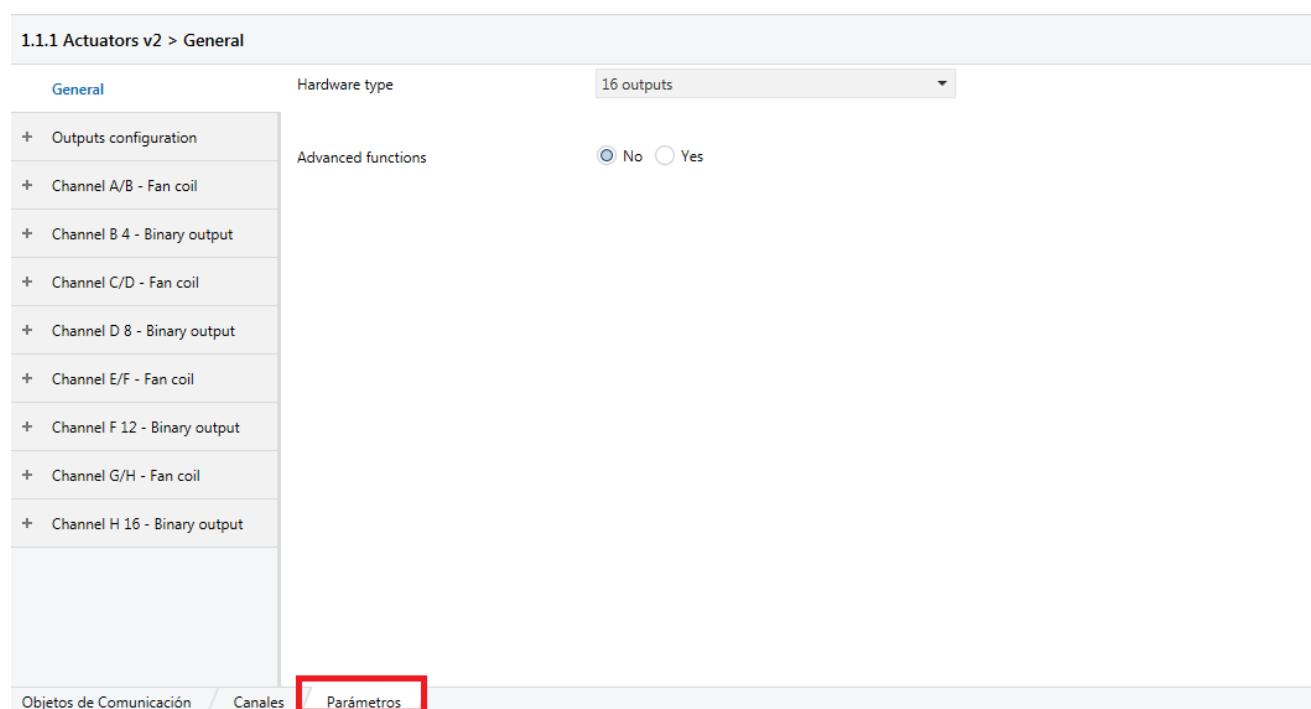 1.1.1 Actuators v2 > General
General
Hardware type
16 outputs
+ Outputs configuration
Advanced functions
No
Yes
+ Channel A/B - Fan coil
+ Channel B 4 - Binary output
+ Channel C/D - Fan coil
+ Channel D 8 - Binary output
+ Channel E/F - Fan coil
+ Channel F 12 - Binary output
+ Channel G/H - Fan coil
+ Channel H 16 - Binary output
Objetos de Comunicación / Canales / Parámetros